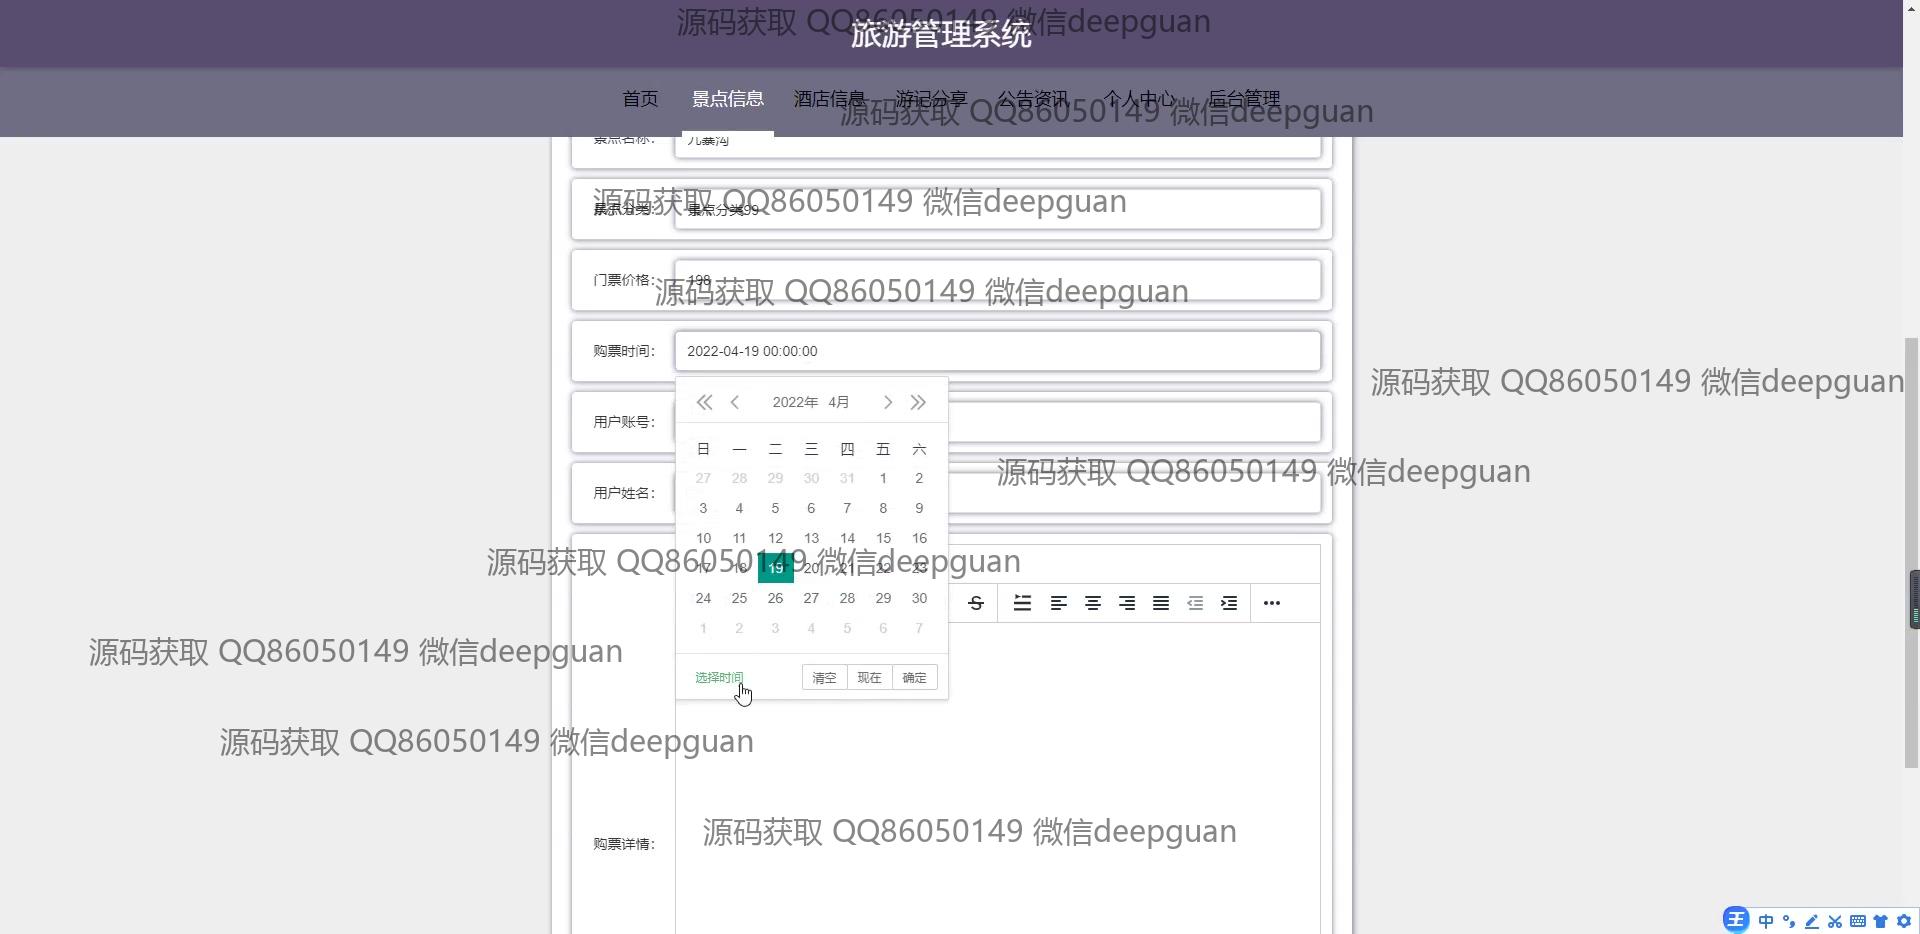 源码获取 QQ86050149 微信deepguan
旅游管理系统
首页 景点信息 酒店信息 游记分享 公告资讯 个人中心 后台管理
源码获取 QQ86050149 微信deepguan
景点名称： 九寨沟
源码获取 QQ86050149 微信deepguan
景点分类： 景点分类99
门票价格： 198
源码获取 QQ86050149 微信deepguan
购票时间： 2022-04-19 00:00:00
源码获取 QQ86050149 微信deepguan
2022年 4月
用户账号：
日 一 二 三 四 五 六
源码获取 QQ86050149 微信deepguan
27 28 29 30 31 1 2
用户姓名：
3 4 5 6 7 8 9
10 11 12 13 14 15 16
源码获取 QQ86050149 微信deepguan
17 18 19 20 21 22 23
24 25 26 27 28 29 30
1 2 3 4 5 6 7
源码获取 QQ86050149 微信deepguan
选择时间 清空 现在 确定
源码获取 QQ86050149 微信deepguan
源码获取 QQ86050149 微信deepguan
购票详情：
王 中